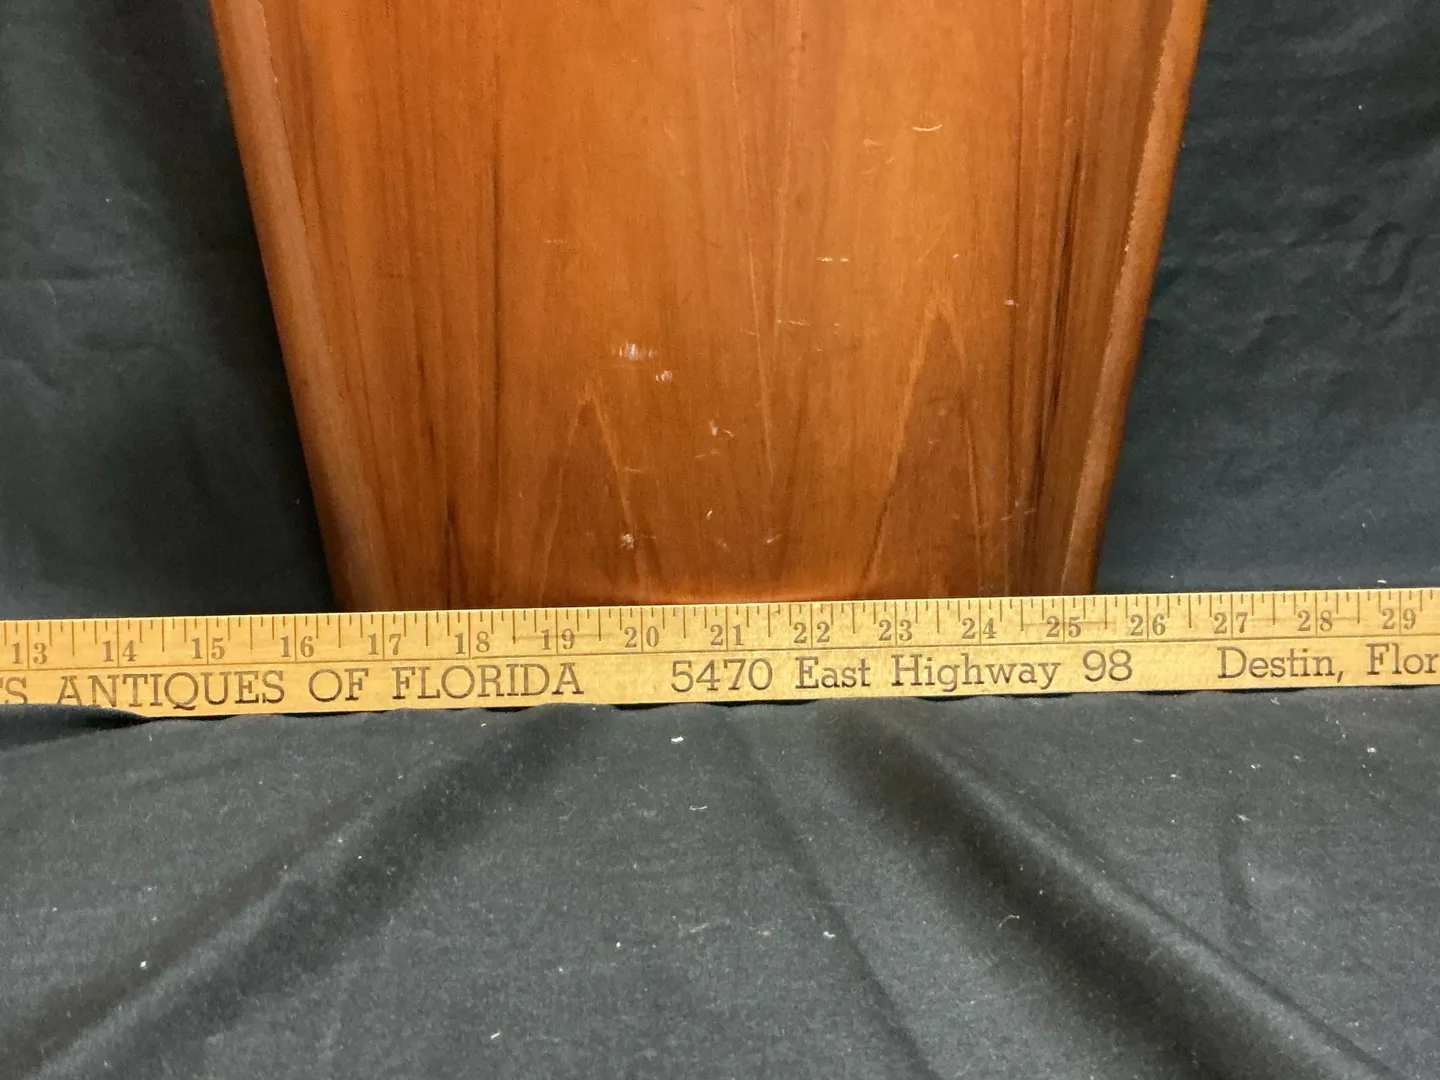 13 14 15 16 17 18 19 20 21 22 23 24 25 26 27 28 29
ANTIQUES OF FLORIDA 5470 East Highway 98 Destin,